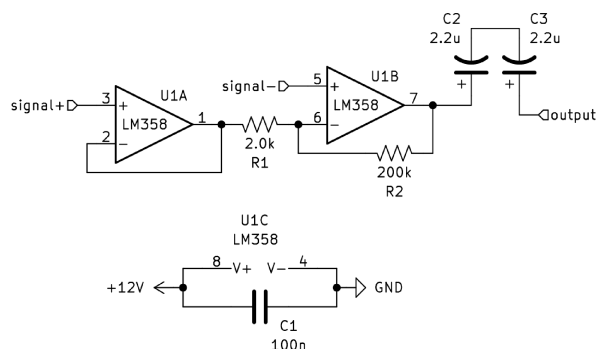 C2
2.2u
C3
2.2u
signal+
3
+
2
−
U1A
LM358
1
2.0k
R1
signal−
5
+
6
−
U1B
LM358
7
200k
R2
+
+
output
U1C
LM358
+12V
8
V+
V−
4
GND
C1
100n